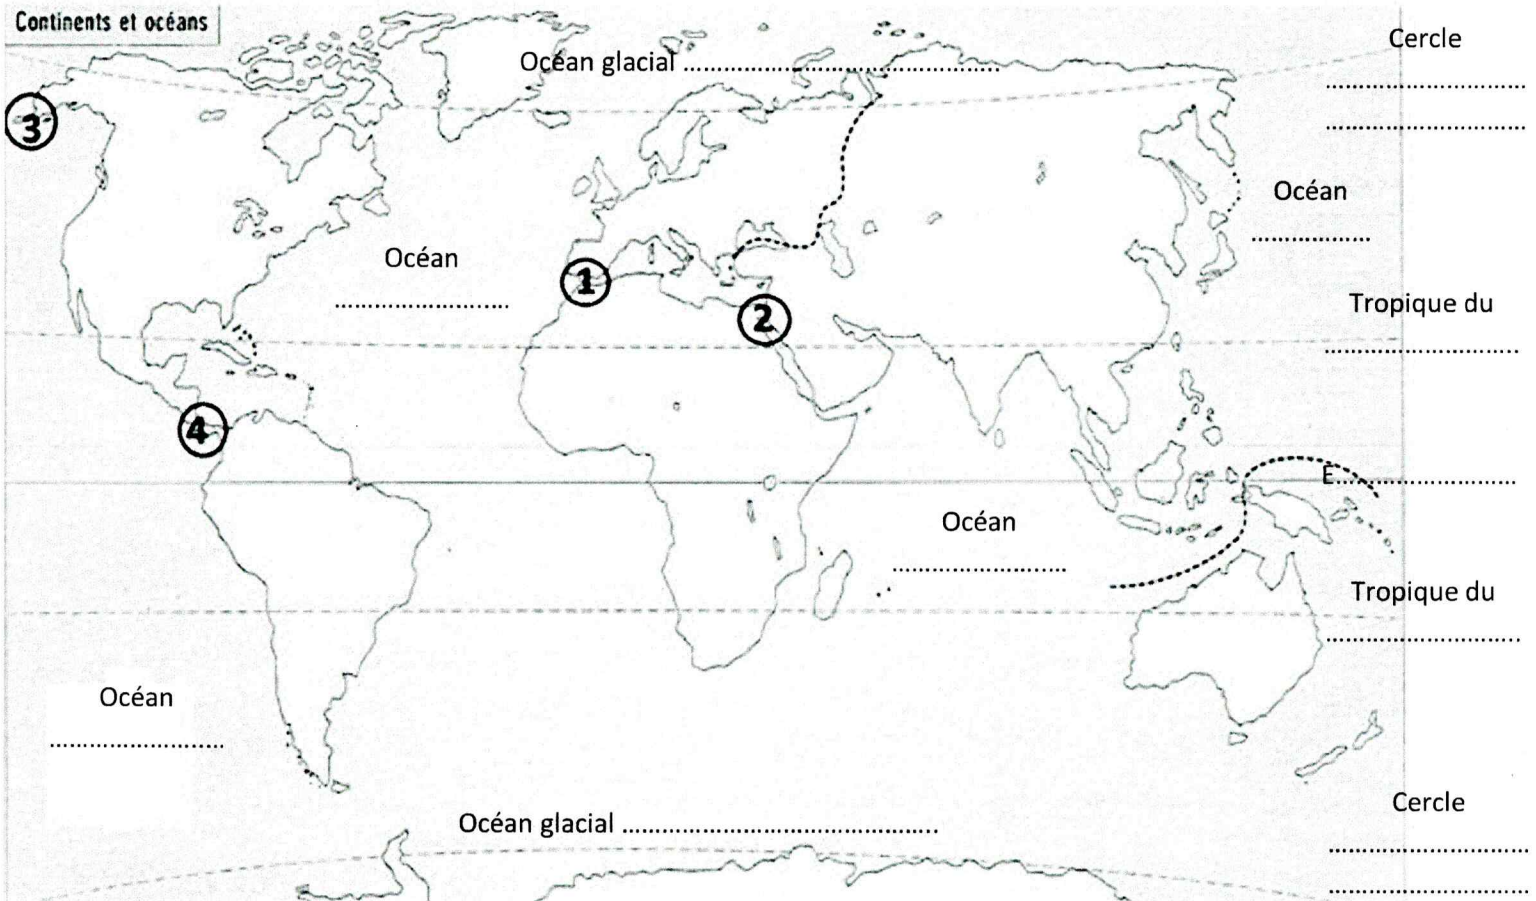 Continents et océans
Océan glacial ........................................
Cercle
..........................
..........................
3
Océan
................
Océan
.......................
1
2
Tropique du
..........................
4
É........................
Océan
.......................
Tropique du
..........................
Océan
.......................
Cercle
..........................
..........................
Océan glacial ........................................